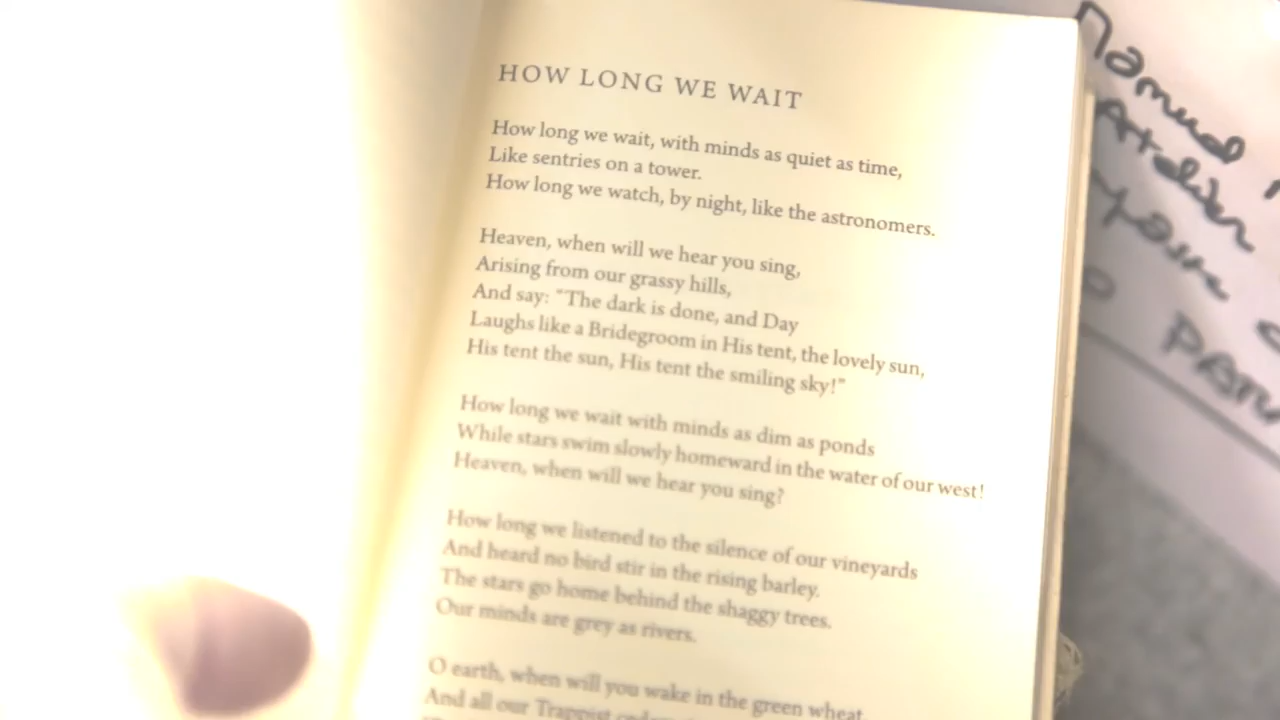 HOW LONG WE WAIT
How long we wait, with minds as quiet as time,
Like sentries on a tower.
How long we watch, by night, like the astronomers.
Heaven, when will we hear you sing,
Arising from our grassy hills,
And say: “The dark is done, and Day
Laughs like a Bridegroom in His tent, the lovely sun,
His tent the sun, His tent the smiling sky!”
How long we wait with minds as dim as ponds
While stars swim slowly homeward in the water of our west!
Heaven, when will we hear you sing?
How long we listened to the silence of our vineyards
And heard no bird stir in the rising barley.
The stars go home behind the shaggy trees.
Our minds are grey as rivers.
O earth, when will you wake in the green wheat,
And all our Trappist